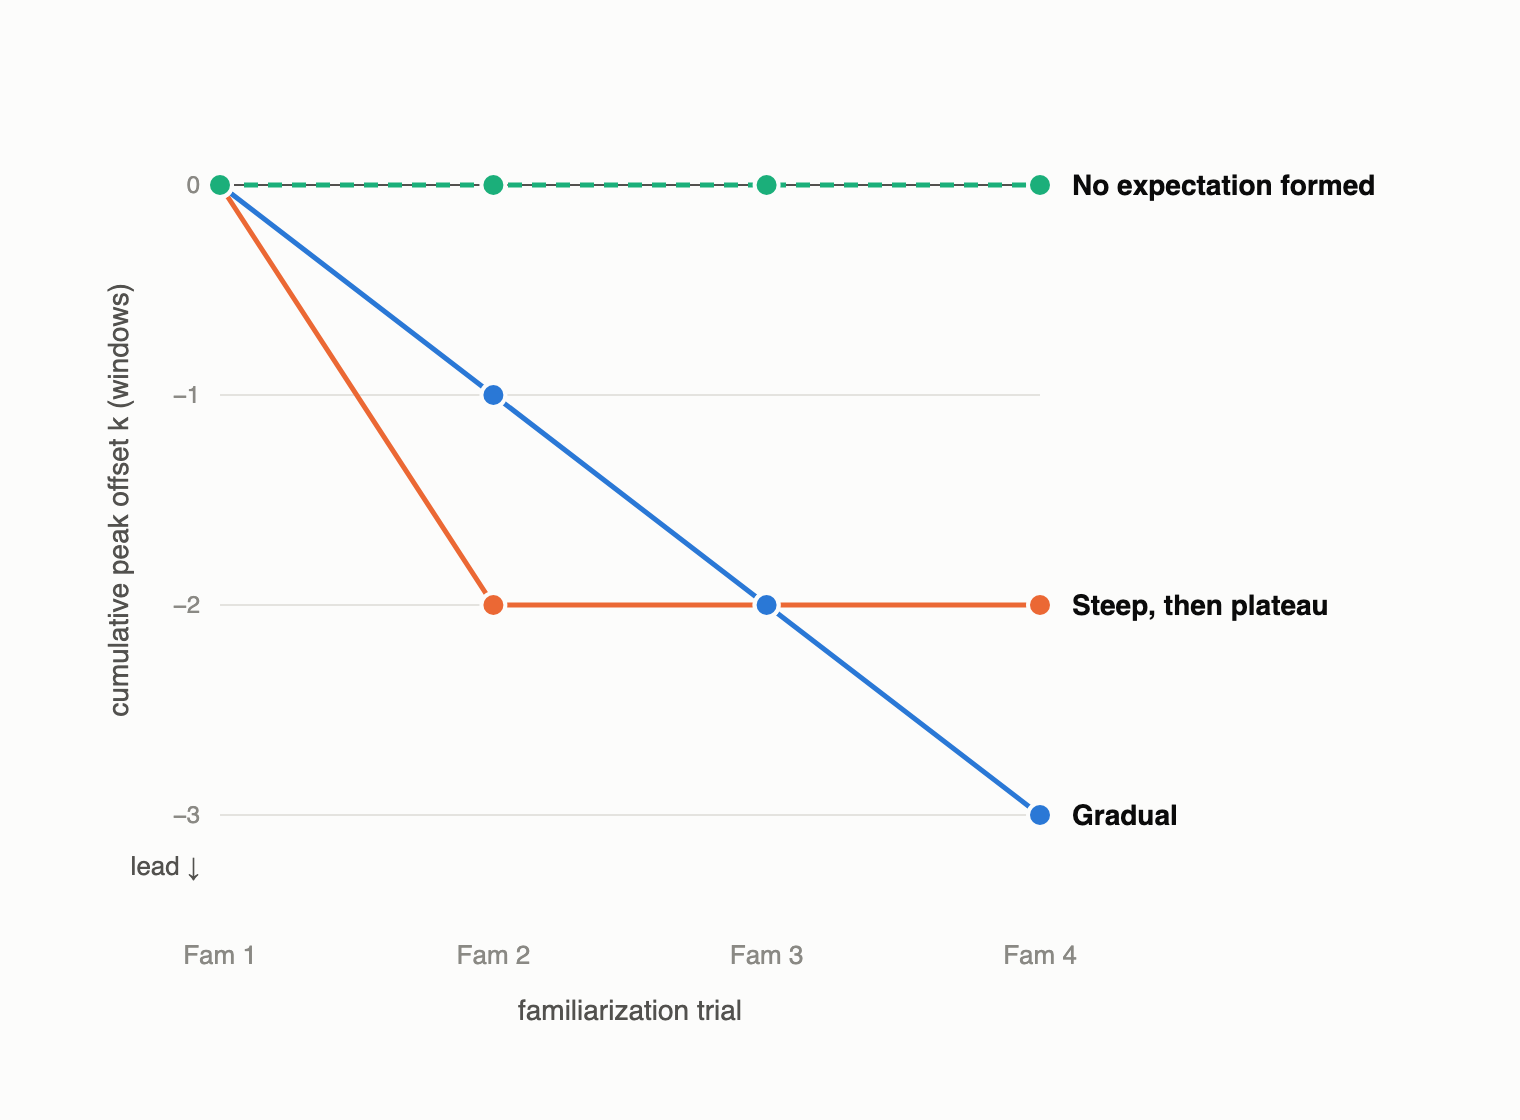 0
No expectation formed
–1
cumulative peak offset k (windows)
–2
Steep, then plateau
–3
Gradual
lead ↓
Fam 1
Fam 2
Fam 3
Fam 4
familiarization trial